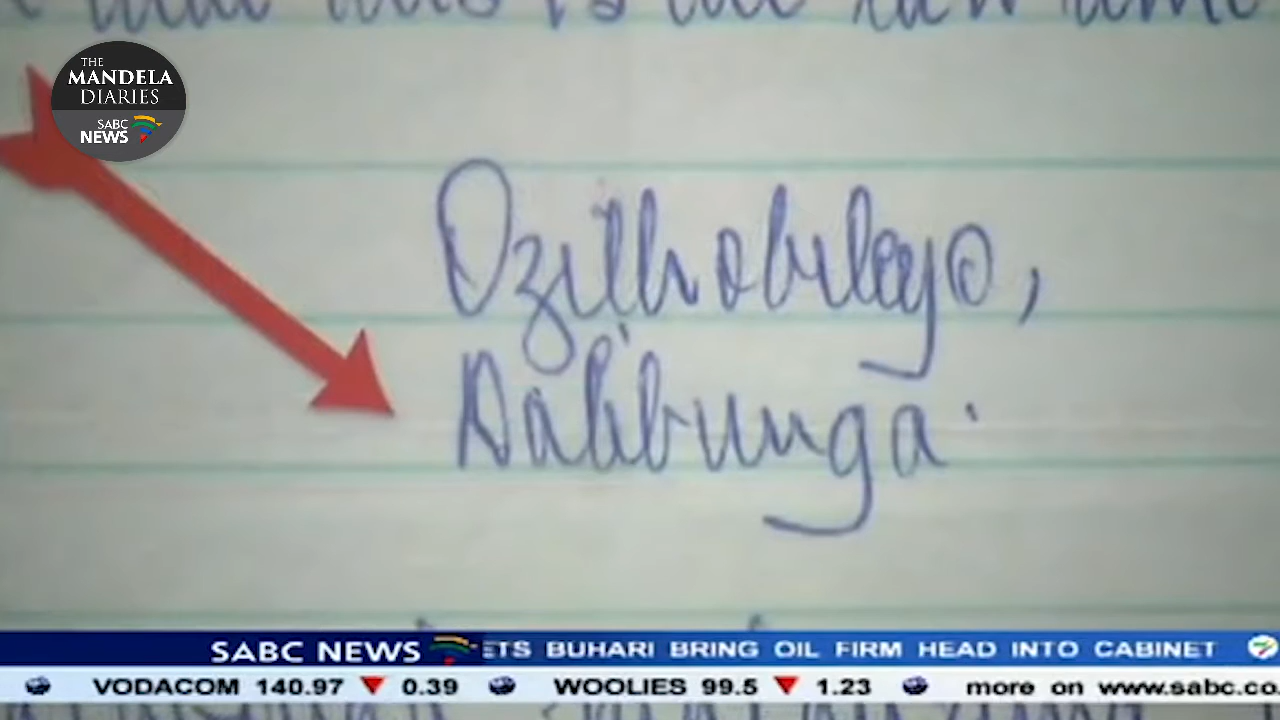 THE
MANDELA
DIARIES
SABC
NEWS
Ozithobileyo,
Dalibunga.
SABC NEWS ETS BUHARI BRING OIL FIRM HEAD INTO CABINET
VODACOM 140.97 0.39 WOOLIES 99.5 1.23 more on www.sabc.co.